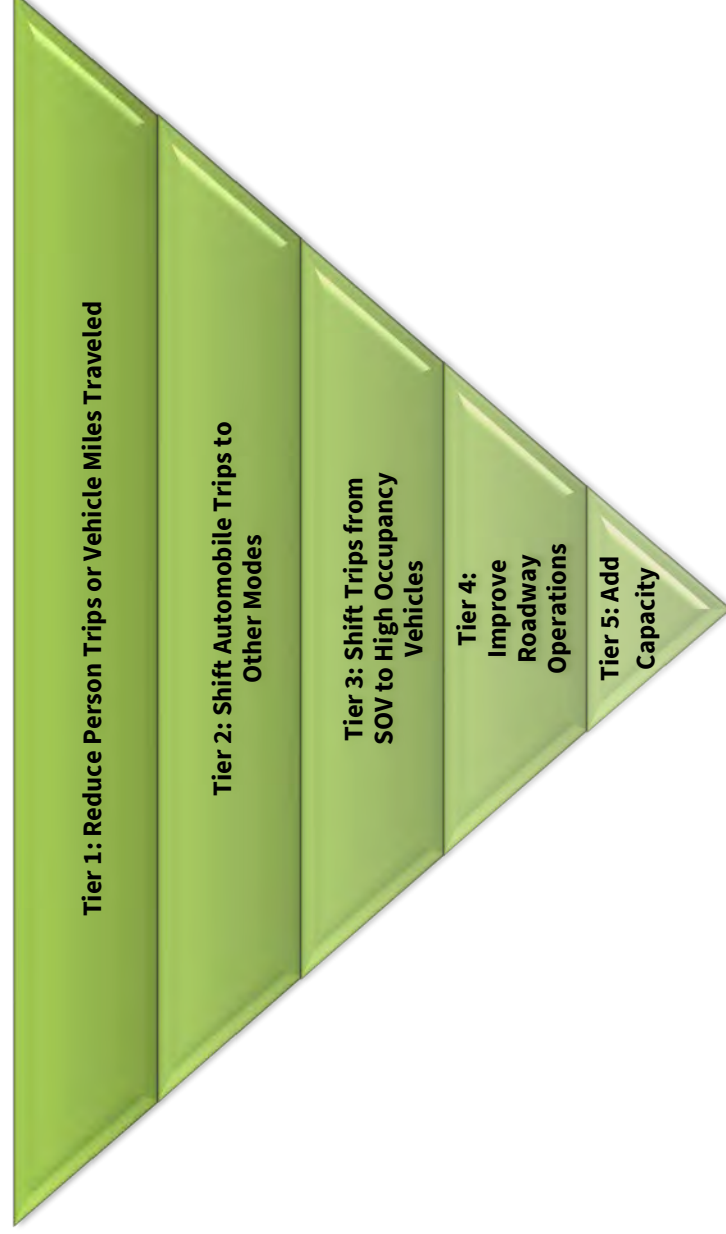 Tier 1: Reduce Person Trips or Vehicle Miles Traveled
Tier 2: Shift Automobile Trips to
Other Modes
Tier 3: Shift Trips from
SOV to High Occupancy
Vehicles
Tier 4:
Improve
Roadway
Operations
Tier 5: Add
Capacity